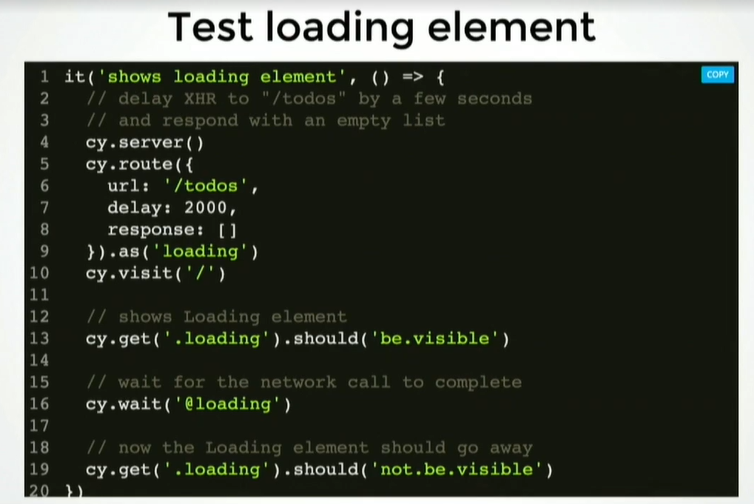 Test loading element
COPY
1 it('shows loading element', () => {
2 // delay XHR to "/todos" by a few seconds
3 // and respond with an empty list
4 cy.server()
5 cy.route({
6 url: '/todos',
7 delay: 2000,
8 response: []
9 }).as('loading')
10 cy.visit('/')
11
12 // shows Loading element
13 cy.get('.loading').should('be.visible')
14
15 // wait for the network call to complete
16 cy.wait('@loading')
17
18 // now the Loading element should go away
19 cy.get('.loading').should('not.be.visible')
20 })